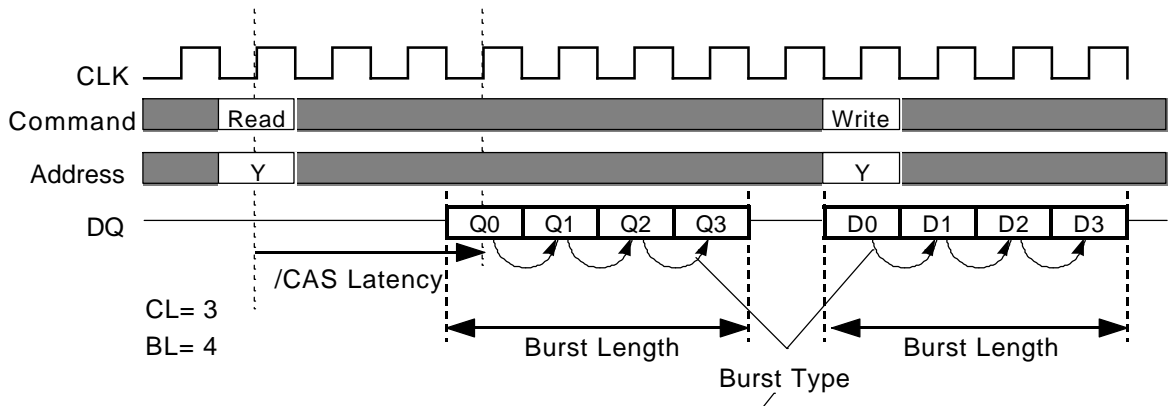 CLK
Command Read Write
Address Y Y
DQ Q0 Q1 Q2 Q3 D0 D1 D2 D3
/CAS Latency
CL= 3
BL= 4
Burst Length Burst Length
Burst Type